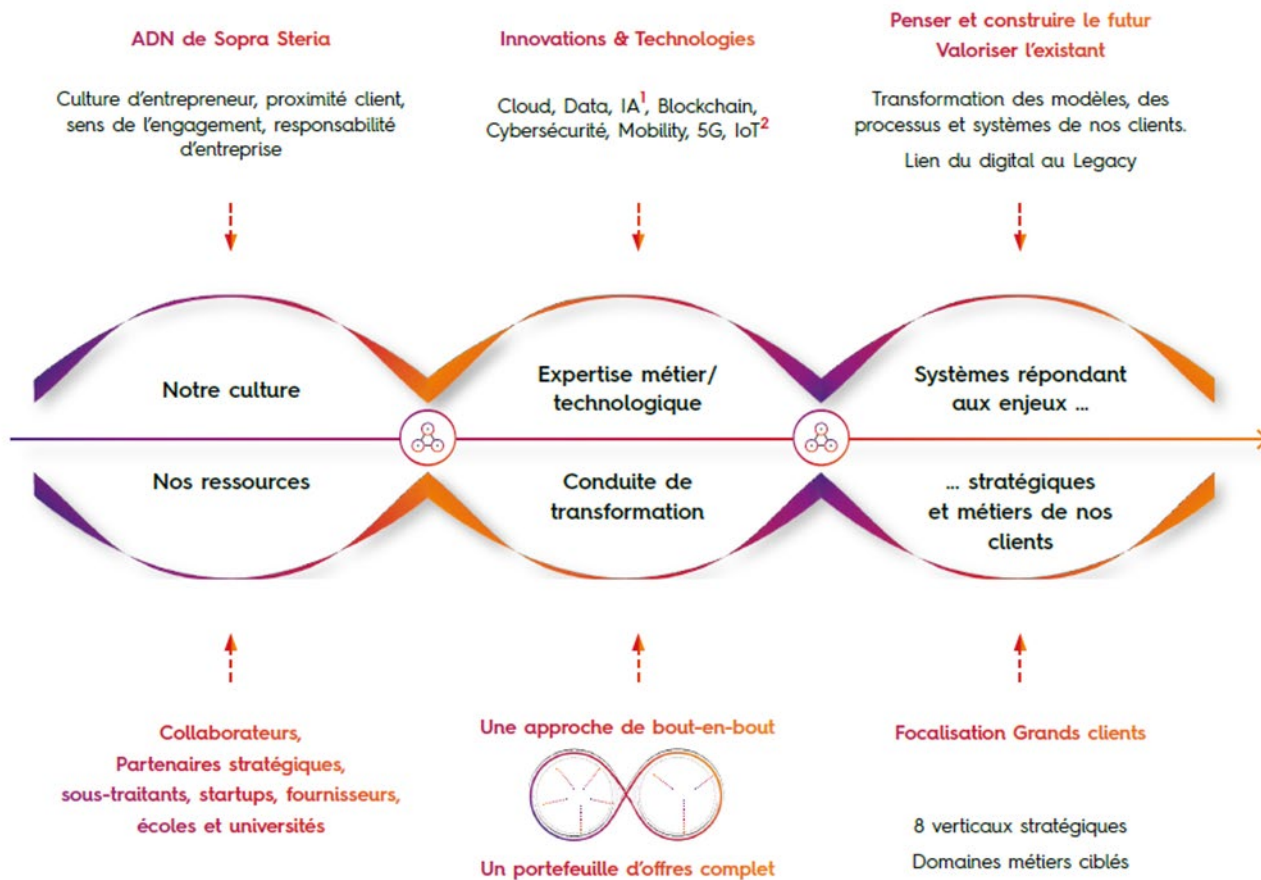 ADN de Sopra Steria
Culture d'entrepreneur, proximité client,
sens de l'engagement, responsabilité
d'entreprise
Innovations & Technologies
Cloud, Data, IA1, Blockchain,
Cybersécurité, Mobility, 5G, IoT2
Penser et construire le futur
Valoriser l'existant
Transformation des modèles, des
processus et systèmes de nos clients.
Lien du digital au Legacy
Notre culture
Expertise métier/
technologique
Systèmes répondant
aux enjeux ...
Nos ressources
Conduite de
transformation
... stratégiques
et métiers de nos
clients
Collaborateurs,
Partenaires stratégiques,
sous-traitants, startups, fournisseurs,
écoles et universités
Une approche de bout-en-bout
Un portefeuille d'offres complet
Focalisation Grands clients
8 verticaux stratégiques
Domaines métiers ciblés